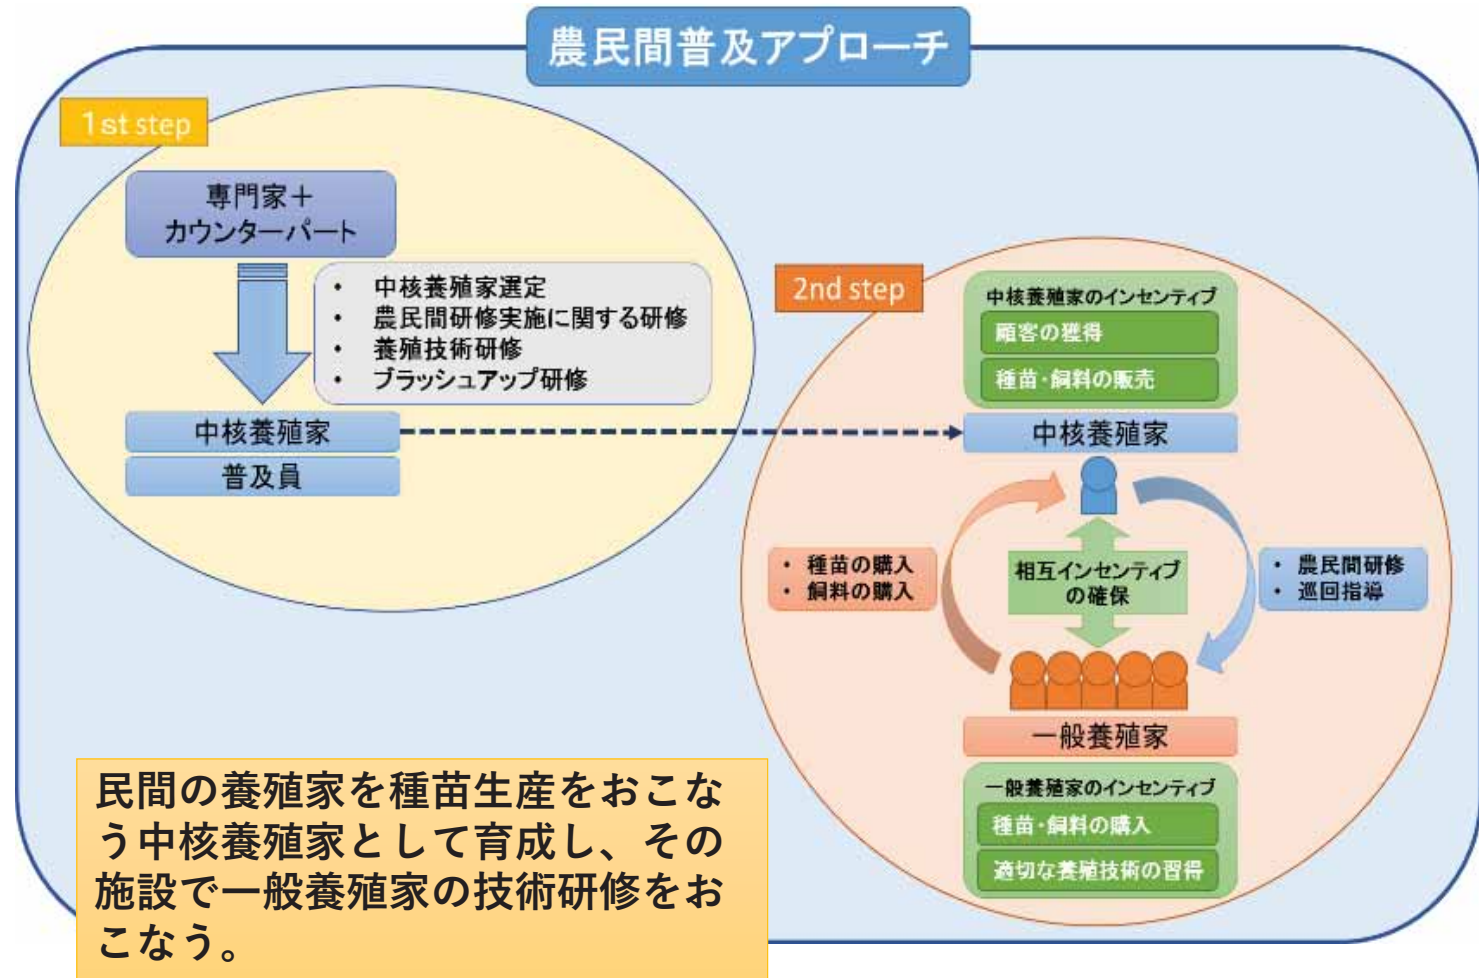 農民間普及アプローチ
1st step
専門家＋
カウンターパート
・ 中核養殖家選定
・ 農民間研修実施に関する研修
・ 養殖技術研修
・ ブラッシュアップ研修
中核養殖家
普及員
2nd step
中核養殖家のインセンティブ
顧客の獲得
種苗・飼料の販売
中核養殖家
・ 種苗の購入
・ 飼料の購入
相互インセンティブ
の確保
・ 農民間研修
・ 巡回指導
一般養殖家
一般養殖家のインセンティブ
種苗・飼料の購入
適切な養殖技術の習得
民間の養殖家を種苗生産をおこな
う中核養殖家として育成し、その
施設で一般養殖家の技術研修をお
こなう。